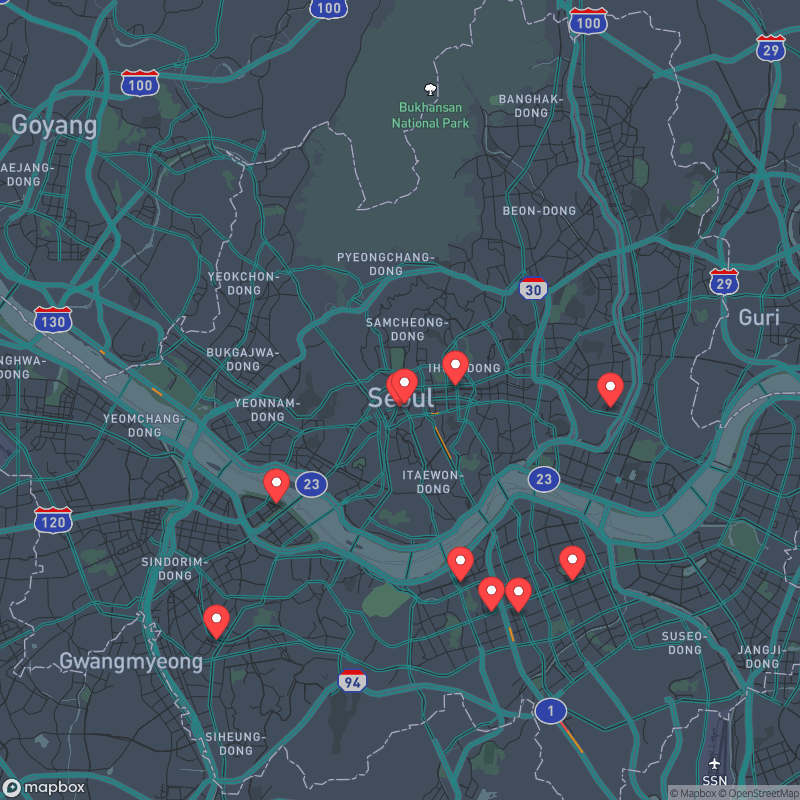 100
100
29
100
Bukhansan
National Park
BANGHAK-
DONG
Goyang
AEJANG-
DONG
BEON-DONG
PYEONGCHANG-
DONG
YEOKCHON-
DONG
29
30
130
Guri
SAMCHEONG-
DONG
NGHWA-
DONG
BUKGAJWA-
DONG
DONG
Seoul
YEONNAM-
DONG
YEOMCHANG-
DONG
ITAEWON-
DONG
23
23
120
SINDORIM-
DONG
SUSEO-
DONG
JANGJI-
DONG
Gwangmyeong
94
1
SIHEUNG-
DONG
SSN
mapbox
© Mapbox © OpenStreetMap